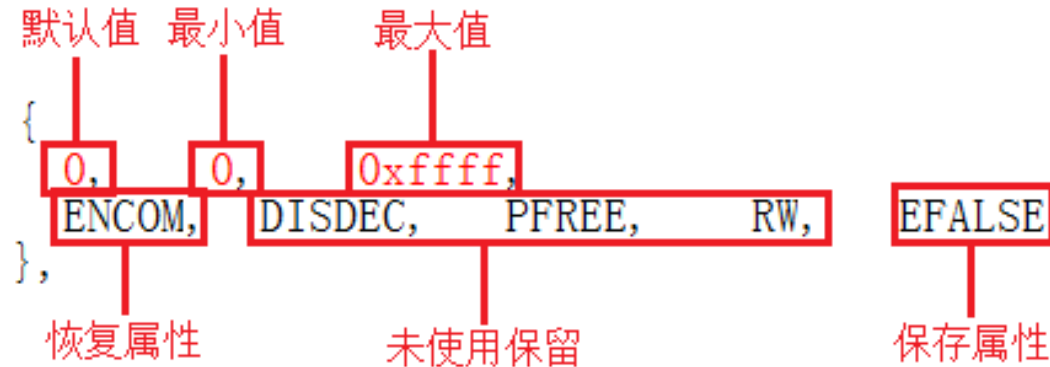 默认值 最小值 最大值
{
0, 0, 0xffff,
ENCOM, DISDEC, PFREE, RW, EFALSE
},
恢复属性 未使用保留 保存属性